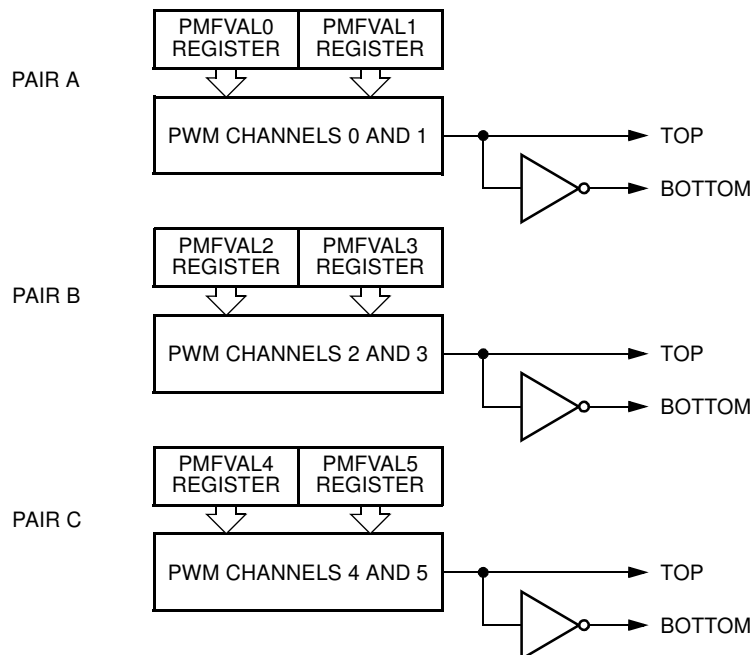 PMFVAL0 REGISTER
PMFVAL1 REGISTER
PAIR A
PWM CHANNELS 0 AND 1
TOP
BOTTOM
PMFVAL2 REGISTER
PMFVAL3 REGISTER
PAIR B
PWM CHANNELS 2 AND 3
TOP
BOTTOM
PMFVAL4 REGISTER
PMFVAL5 REGISTER
PAIR C
PWM CHANNELS 4 AND 5
TOP
BOTTOM